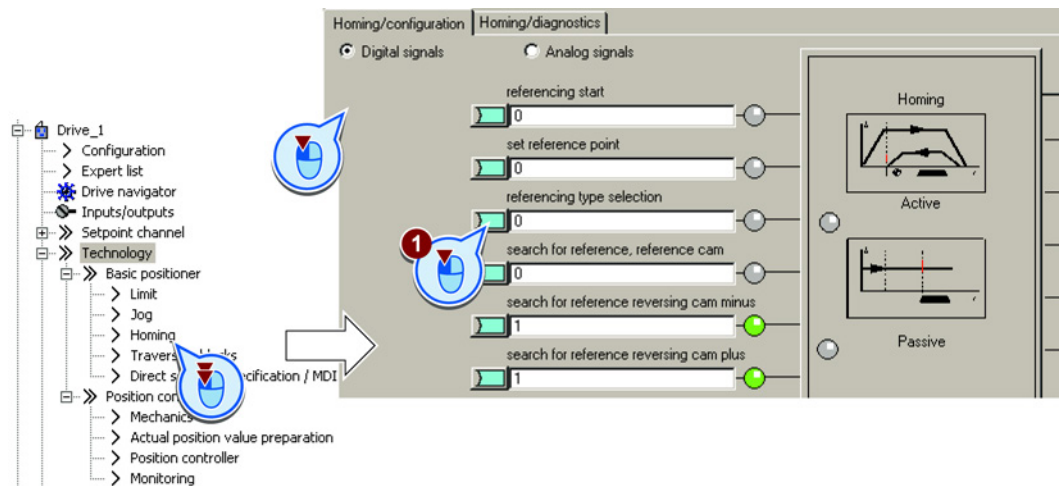 Drive_1
Configuration
Expert list
Drive navigator
Inputs/outputs
Setpoint channel
Technology
Basic positioner
Limit
Jog
Homing
Direct
/ MDI
Position
Mechanics
Actual position value preparation
Position controller
Monitoring
Homing/configuration
Homing/diagnostics
Digital signals
Analog signals
referencing start
0
set reference point
0
referencing type selection
0
1
search for reference, reference cam
0
search for reference reversing cam minus
1
search for reference reversing cam plus
1
Homing
Active
Passive